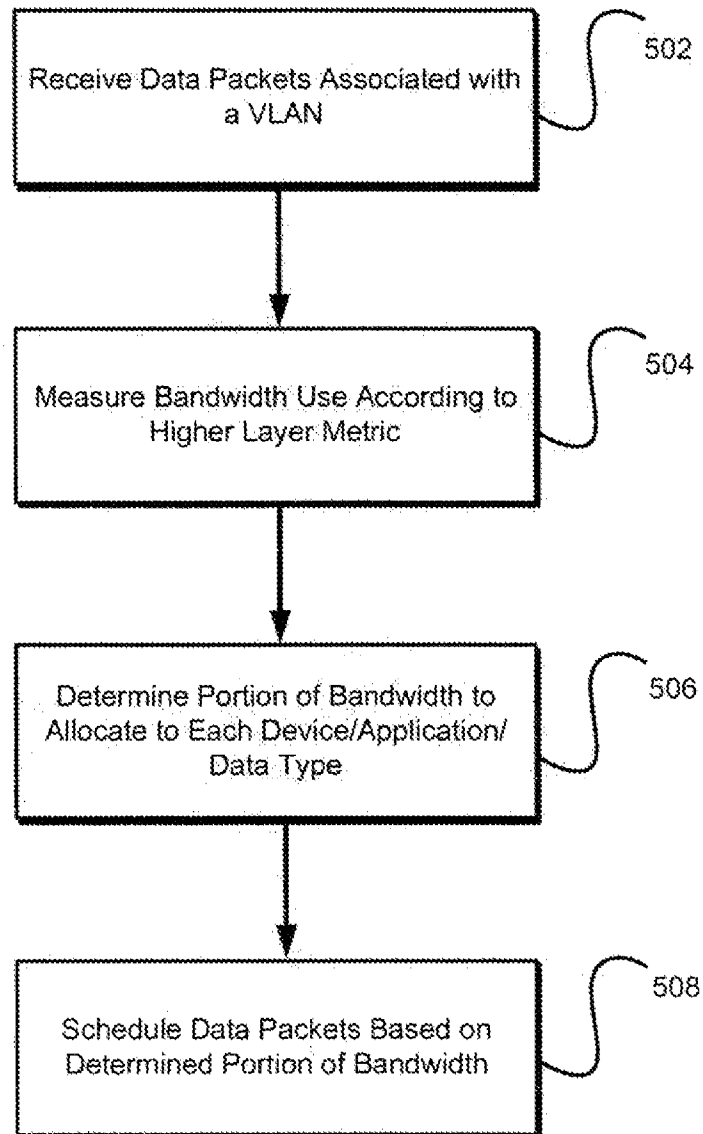 Receive Data Packets Associated with
a VLAN
502
Measure Bandwidth Use According to
Higher Layer Metric
504
Determine Portion of Bandwidth to
Allocate to Each Device/Application/
Data Type
506
Schedule Data Packets Based on
Determined Portion of Bandwidth
508